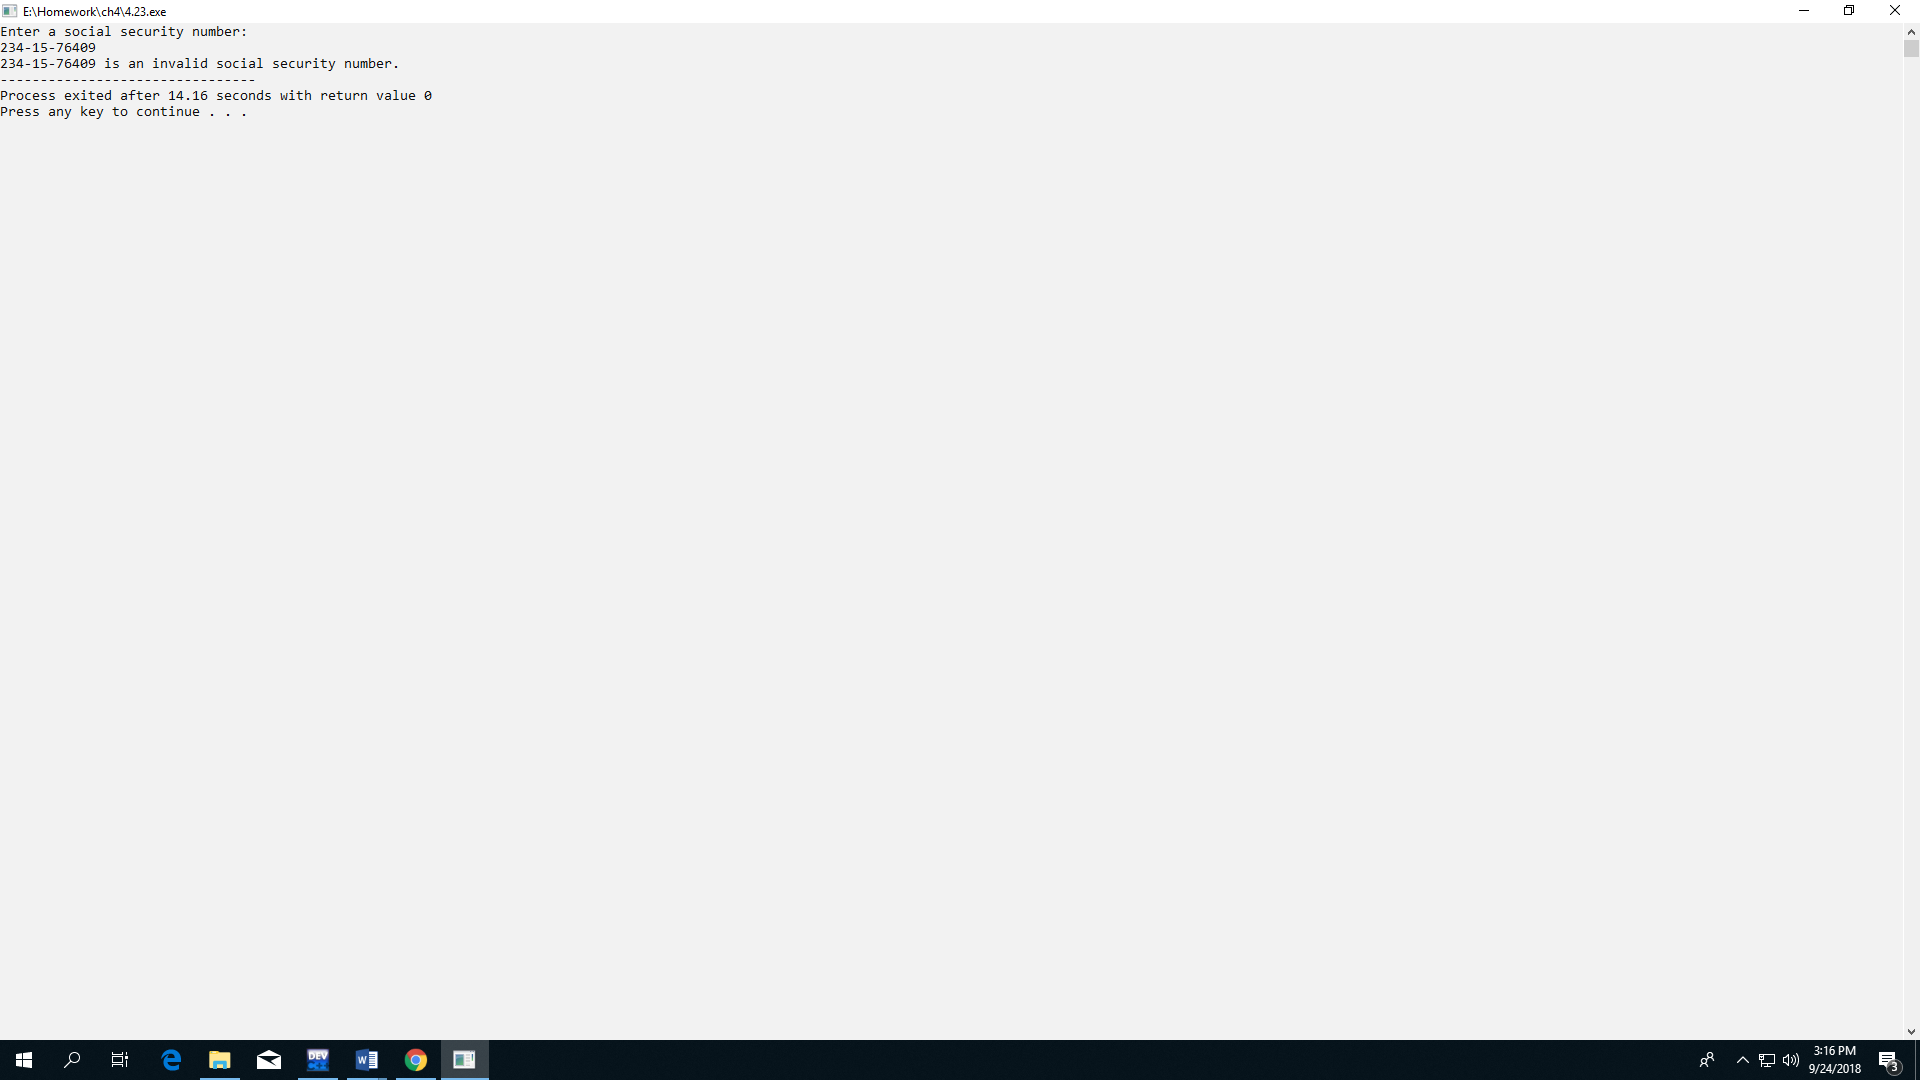 E:\Homework\ch4\4.23.exe
Enter a social security number:
234-15-76409
234-15-76409 is an invalid social security number.
--------------------------------
Process exited after 14.16 seconds with return value 0
Press any key to continue . . .
DEV
C++
W
3:16 PM
9/24/2018
3